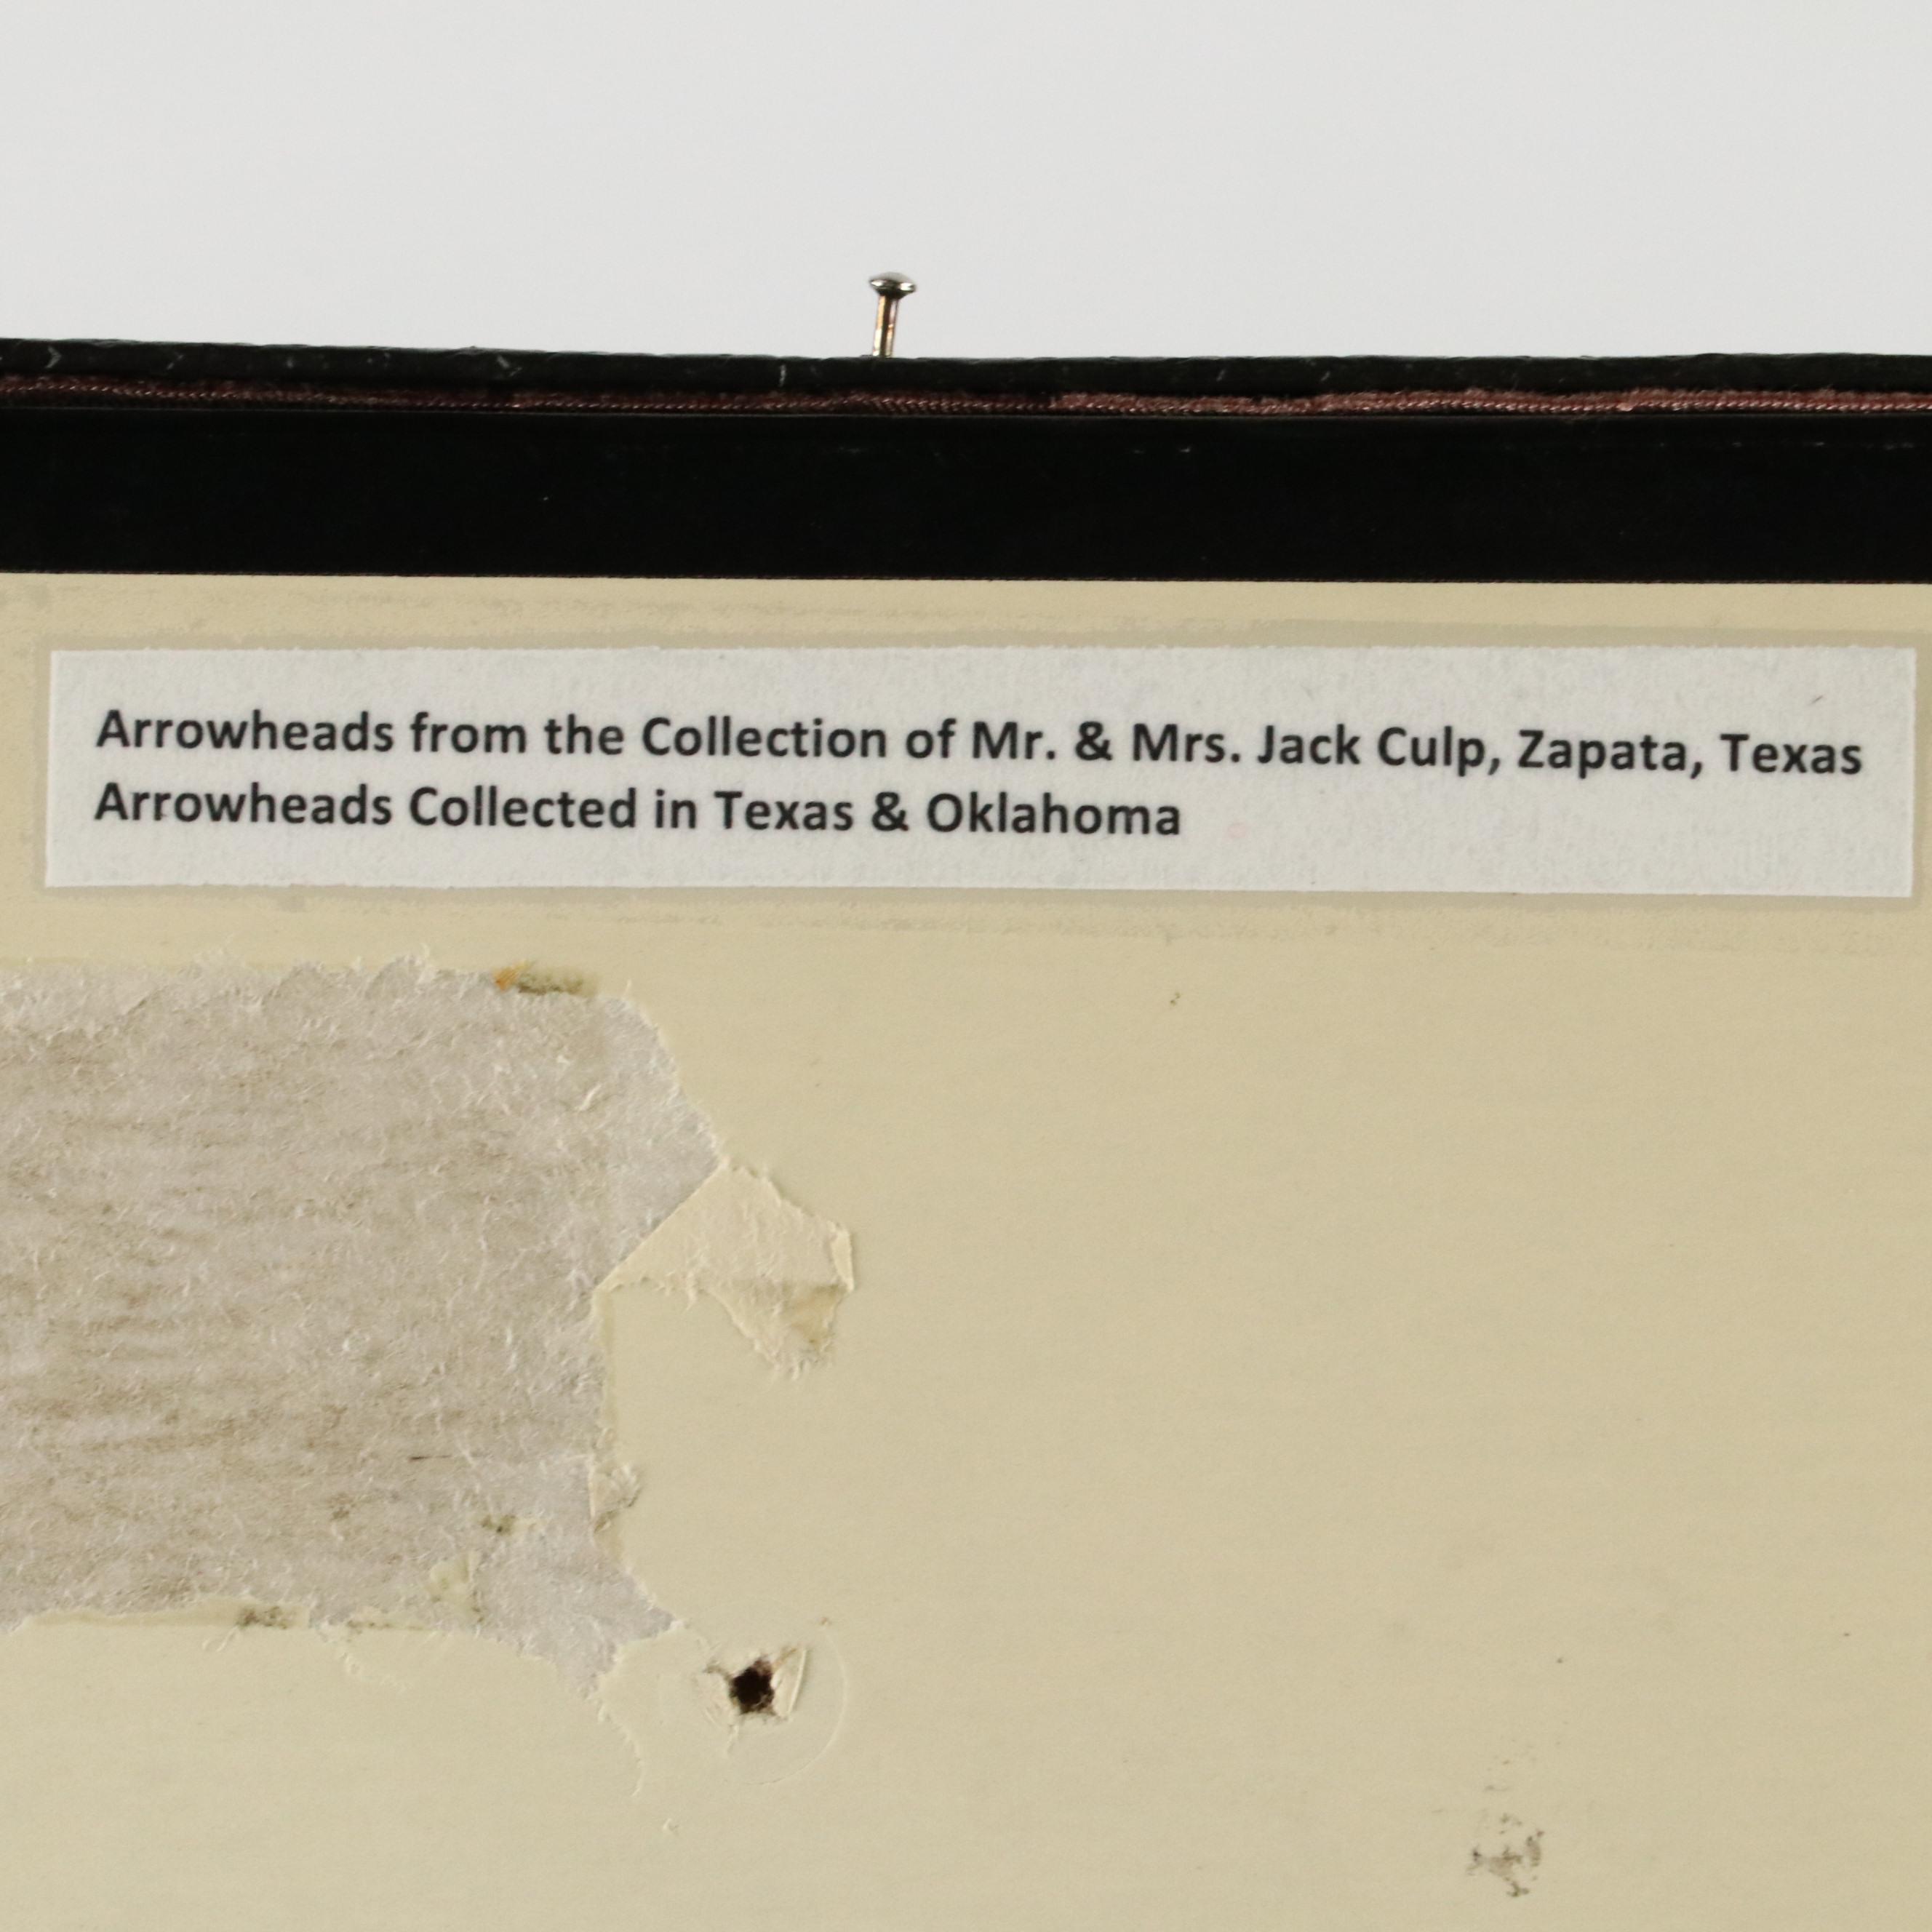 Arrowheads from the Collection of Mr. & Mrs. Jack Culp, Zapata, Texas
Arrowheads Collected in Texas & Oklahoma